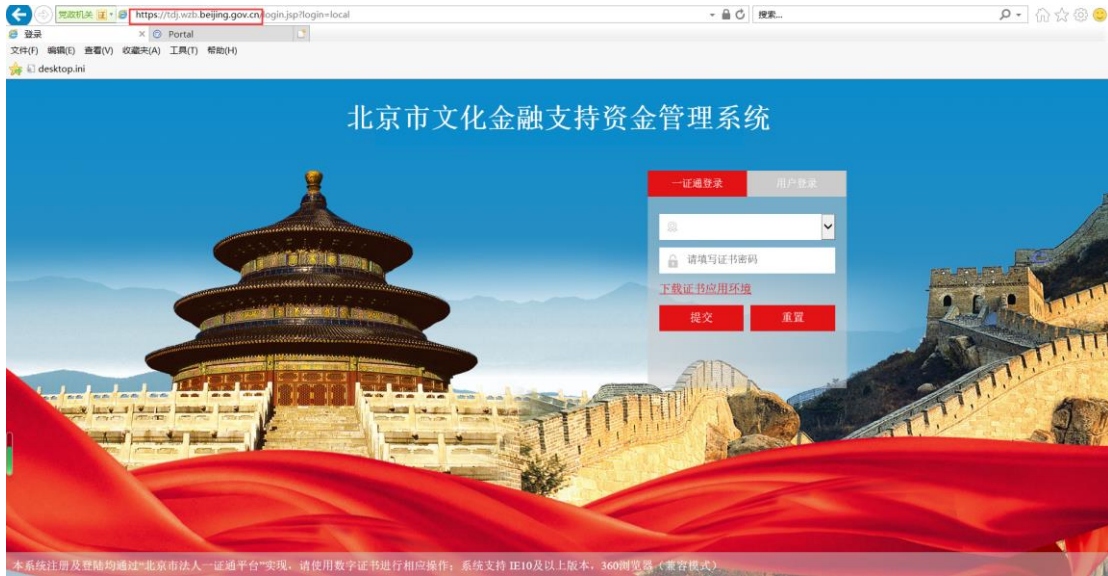 党政机关 证 https://tdj.wzb.beijing.gov.cn/login.jsp?login=local 搜索...
登录 Portal
文件(F) 编辑(E) 查看(V) 收藏夹(A) 工具(T) 帮助(H)
desktop.ini
北京市文化金融支持资金管理系统
一证通登录 用户登录
请填写证书密码
下载证书应用环境
提交 重置
本系统注册及登陆均通过“北京市法人一证通平台”实现，请使用数字证书进行相应操作；系统支持 IE10及以上版本，360浏览器（兼容模式）